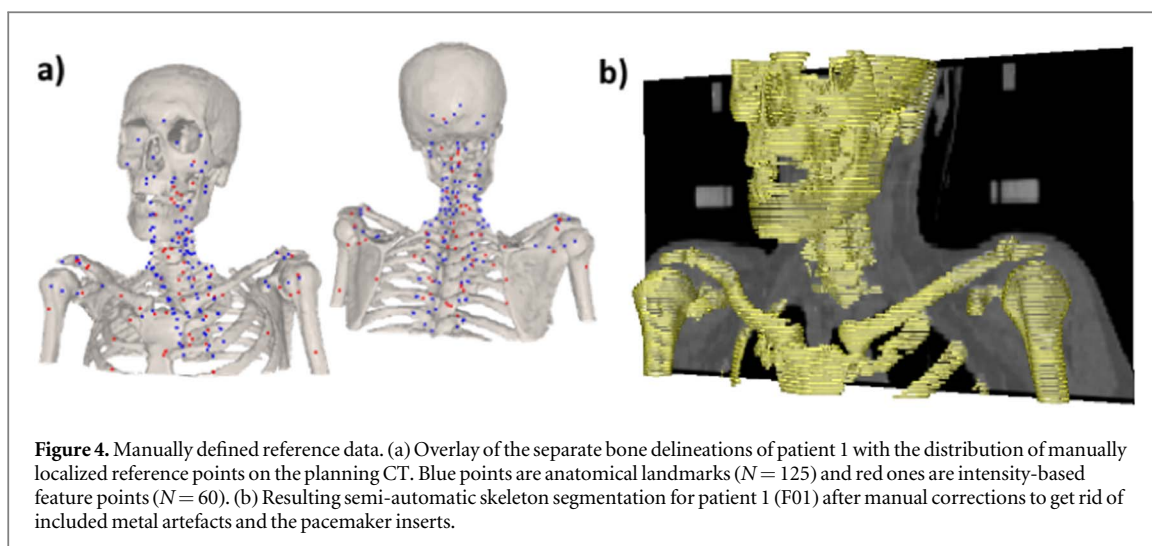 a)
b)
Figure 4. Manually defined reference data. (a) Overlay of the separate bone delineations of patient 1 with the distribution of manually
localized reference points on the planning CT. Blue points are anatomical landmarks (N = 125) and red ones are intensity-based
feature points (N = 60). (b) Resulting semi-automatic skeleton segmentation for patient 1 (F01) after manual corrections to get rid of
included metal artefacts and the pacemaker inserts.